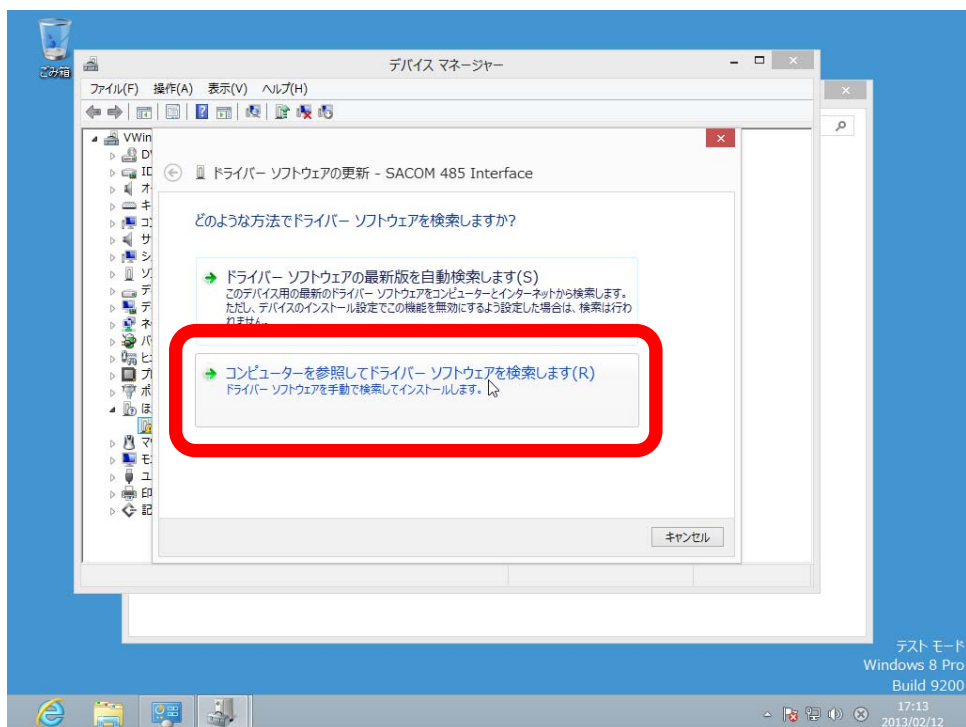 ごみ箱
デバイス マネージャー
ファイル(F) 操作(A) 表示(V) ヘルプ(H)
VWin
ドライバー ソフトウェアの更新 - SACOM 485 Interface
どのような方法でドライバー ソフトウェアを検索しますか?
ドライバー ソフトウェアの最新版を自動検索します(S)
このデバイス用の最新のドライバー ソフトウェアをコンピューターとインターネットから検索します。
ただし、デバイスのインストール設定でこの機能を無効にするよう設定した場合は、検索は行わ
れません。
コンピューターを参照してドライバー ソフトウェアを検索します(R)
ドライバー ソフトウェアを手動で検索してインストールします。
キャンセル
テスト モード
Windows 8 Pro
Build 9200
17:13
2013/02/12